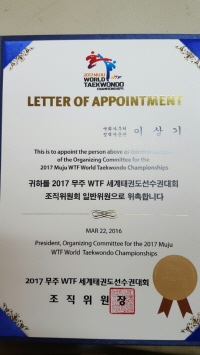 2017 MUJU
WORLD
TAEKWONDO
CHAMPIONSHIPS
LETTER OF APPOINTMENT
이 상 기
This is to appoint the person above as
of the Organizing Committee for the
2017 Muju WTF World Taekwondo Championships
귀하를 2017 무주 WTF 세계태권도선수권대회
조직위원회 일반위원으로 위촉합니다
MAR 22, 2016
President, Organizing Committee for the 2017 Muju
WTF World Taekwondo Championships
2017 무주 WTF 세계태권도선수권대회
조 직 위 원 장